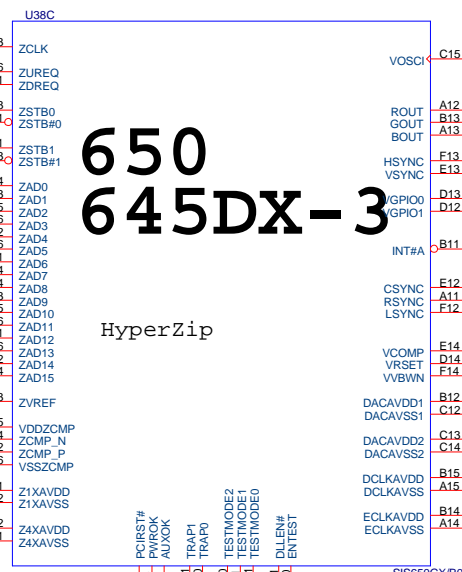 U38C
ZCLK
ZUREQ
ZDREQ
ZSTB0
ZSTB#0
ZSTB1
ZSTB#1
ZAD0
ZAD1
ZAD2
ZAD3
ZAD4
ZAD5
ZAD6
ZAD7
ZAD8
ZAD9
ZAD10
ZAD11
ZAD12
ZAD13
ZAD14
ZAD15
ZVREF
VDDZCMP
ZCMP_N
ZCMP_P
VSSZCMP
Z1XAVDD
Z1XAVSS
Z4XAVDD
Z4XAVSS
650
645DX-3
HyperZip
VOSCI C15
ROUT A12
GOUT B13
BOUT A13
HSYNC F13
VSYNC E13
VGPIO0 D13
VGPIO1 D12
INT#A B11
CSYNC E12
RSYNC A11
LSYNC F12
VCOMP E14
VRSET D14
VVBWN F14
DACAVDD1 B12
DACAVSS1 C12
DACAVDD2 C13
DACAVSS2 C14
DCLKAVDD B15
DCLKAVSS A15
ECLKAVDD B14
ECLKAVSS A14
PCIRST#
PWROK
AUXOK
TRAP1
TRAP0
TESTMODE2
TESTMODE1
TESTMODE0
DLLEN#
ENTEST